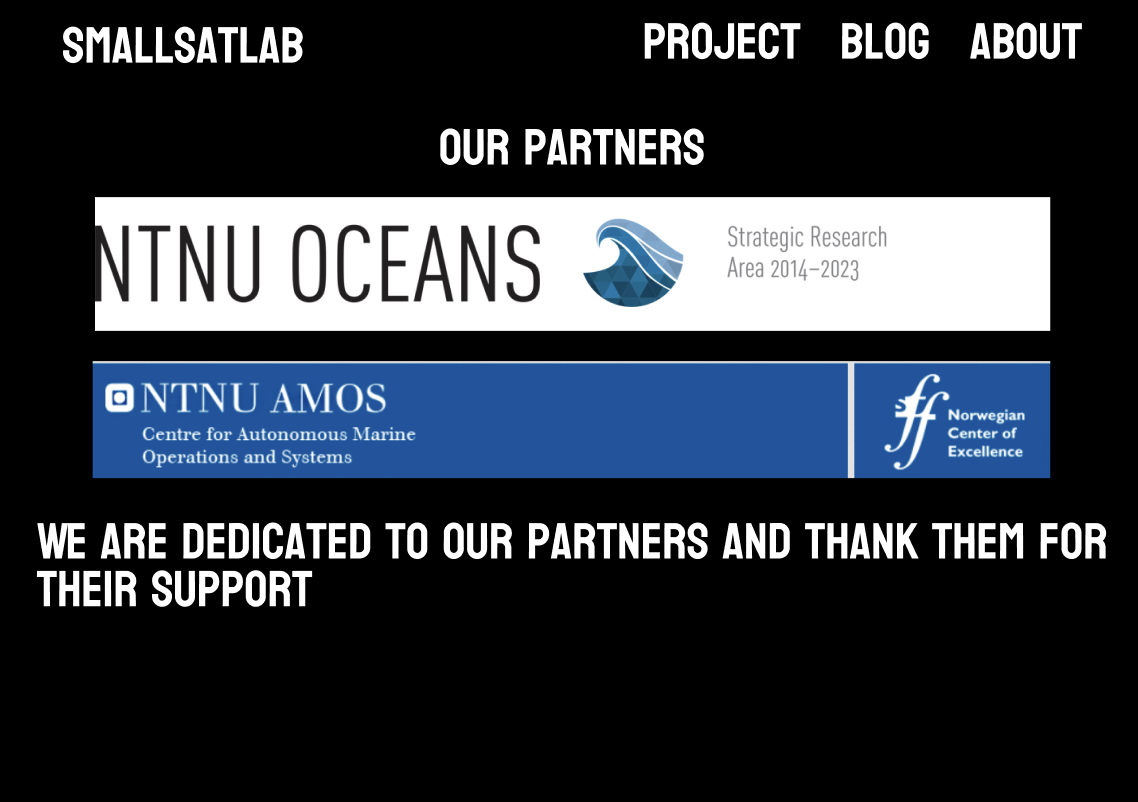 SMALLSATLAB
PROJECT BLOG ABOUT
OUR PARTNERS
NTNU OCEANS
Strategic Research
Area 2014–2023
NTNU AMOS
Centre for Autonomous Marine
Operations and Systems
sff
Norwegian
Center of
Excellence
WE ARE DEDICATED TO OUR PARTNERS AND THANK THEM FOR
THEIR SUPPORT